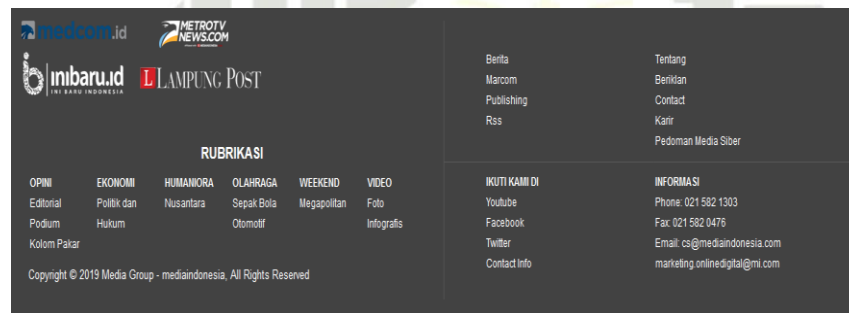 medcom.id
METROTV
NEWS.COM
inibaru.id
INI BARU INDONESIA
L LAMPUNG POST
RUBRIKASI
OPINI EKONOMI HUMANIORA OLAHRAGA WEEKEND VIDEO
Editorial Politik dan Nusantara Sepak Bola Megapolitan Foto
Podium Hukum Otomotif Infografis
Kolom Pakar
Copyright © 2019 Media Group - mediaindonesia, All Rights Reserved
Berita Tentang
Marcom Beriklan
Publishing Contact
Rss Karir
Pedoman Media Siber
IKUTI KAMI DI INFORMASI
Youtube Phone: 021 582 1303
Facebook Fax: 021 582 0476
Twitter Email: cs@mediaindonesia.com
Contact Info marketing.onlinedigital@mi.com